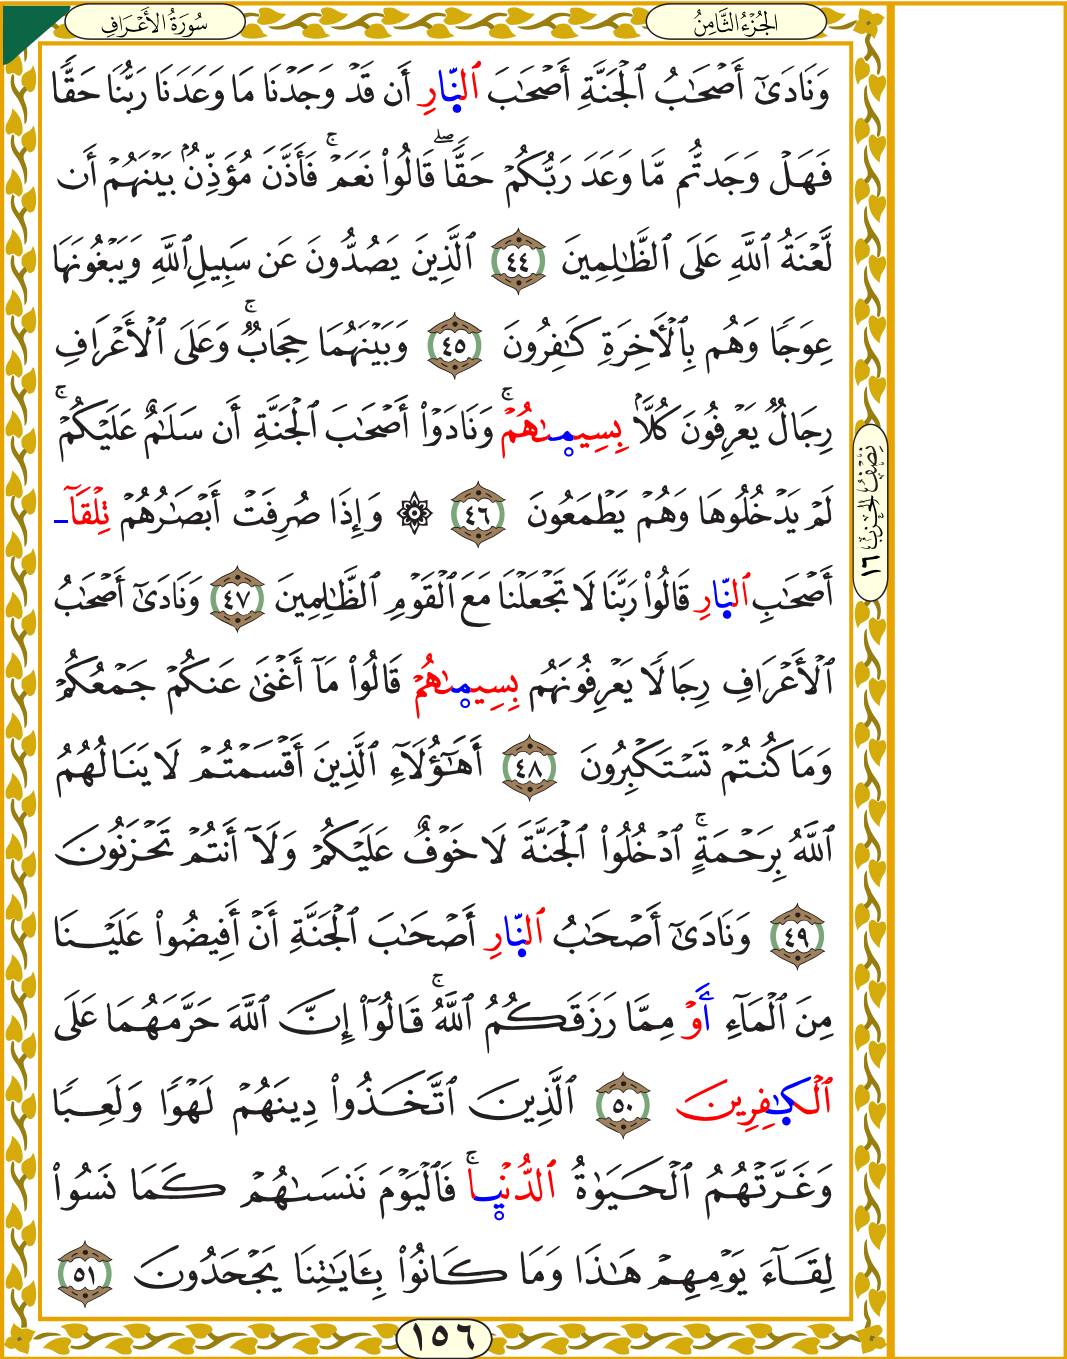 سُورَةُ الأَعْرَافِ
الجُزْءُ الثَّامِنُ
وَنَادَىٰٓ أَصْحَٰبُ ٱلْجَنَّةِ أَصْحَٰبَ ٱلنّ۪ارِ أَن قَدْ وَجَدْنَا مَا وَعَدَنَا رَبُّنَا حَقًّا
فَهَلْ وَجَدتُّم مَّا وَعَدَ رَبُّكُمْ حَقًّاۖ قَالُوا۟ نَعَمْۚ فَأَذَّنَ مُؤَذِّنٌۢ بَيْنَهُمْ أَن
لَّعْنَةُ ٱللَّهِ عَلَى ٱلظَّٰلِمِينَ ٤٤ ٱلَّذِينَ يَصُدُّونَ عَن سَبِيلِ ٱللَّهِ وَيَبْغُونَهَا
عِوَجًا وَهُم بِٱلْـَٔاخِرَةِ كَٰفِرُونَ ٤٥ وَبَيْنَهُمَا حِجَابٌۚ وَعَلَى ٱلْأَعْرَافِ
رِجَالٌ يَعْرِفُونَ كُلًّۢا بِسِيم۪ىٰهُمْۚ وَنَادَوْا۟ أَصْحَٰبَ ٱلْجَنَّةِ أَن سَلَٰمٌ عَلَيْكُمْۚ
لَمْ يَدْخُلُوهَا وَهُمْ يَطْمَعُونَ ٤٦ ۞ وَإِذَا صُرِفَتْ أَبْصَٰرُهُمْ تِلْقَآـ
أَصْحَٰبِ ٱلنّ۪ارِ قَالُوا۟ رَبَّنَا لَا تَجْعَلْنَا مَعَ ٱلْقَوْمِ ٱلظَّٰلِمِينَ ٤٧ وَنَادَىٰٓ أَصْحَٰبُ
ٱلْأَعْرَافِ رِجَالًا يَعْرِفُونَهُم بِسِيم۪ىٰهُمْ قَالُوا۟ مَآ أَغْنَىٰ عَنكُمْ جَمْعُكُمْ
وَمَا كُنتُمْ تَسْتَكْبِرُونَ ٤٨ أَهَٰٓؤُلَآءِ ٱلَّذِينَ أَقْسَمْتُمْ لَا يَنَالُهُمُ
ٱللَّهُ بِرَحْمَةٍۚ ٱدْخُلُوا۟ ٱلْجَنَّةَ لَا خَوْفٌ عَلَيْكُمْ وَلَآ أَنتُمْ تَحْزَنُونَ
٤٩ وَنَادَىٰٓ أَصْحَٰبُ ٱلنّ۪ارِ أَصْحَٰبَ ٱلْجَنَّةِ أَنْ أَفِيضُوا۟ عَلَيْنَا
مِنَ ٱلْمَآءِ أَوْ مِمَّا رَزَقَكُمُ ٱللَّهُۚ قَالُوٓا۟ إِنَّ ٱللَّهَ حَرَّمَهُمَا عَلَى
ٱلْكَٰ۪فِرِينَ ٥٠ ٱلَّذِينَ ٱتَّخَذُوا۟ دِينَهُمْ لَهْوًا وَلَعِبًا
وَغَرَّتْهُمُ ٱلْحَيَوٰةُ ٱلدُّنْي۪اۚ فَٱلْيَوْمَ نَنسَىٰهُمْ كَمَا نَسُوا۟
لِقَآءَ يَوْمِهِمْ هَٰذَا وَمَا كَانُوا۟ بِـَٔايَٰتِنَا يَجْحَدُونَ ٥١
نِصْفُ الحِزْب ١٦
١٥٦